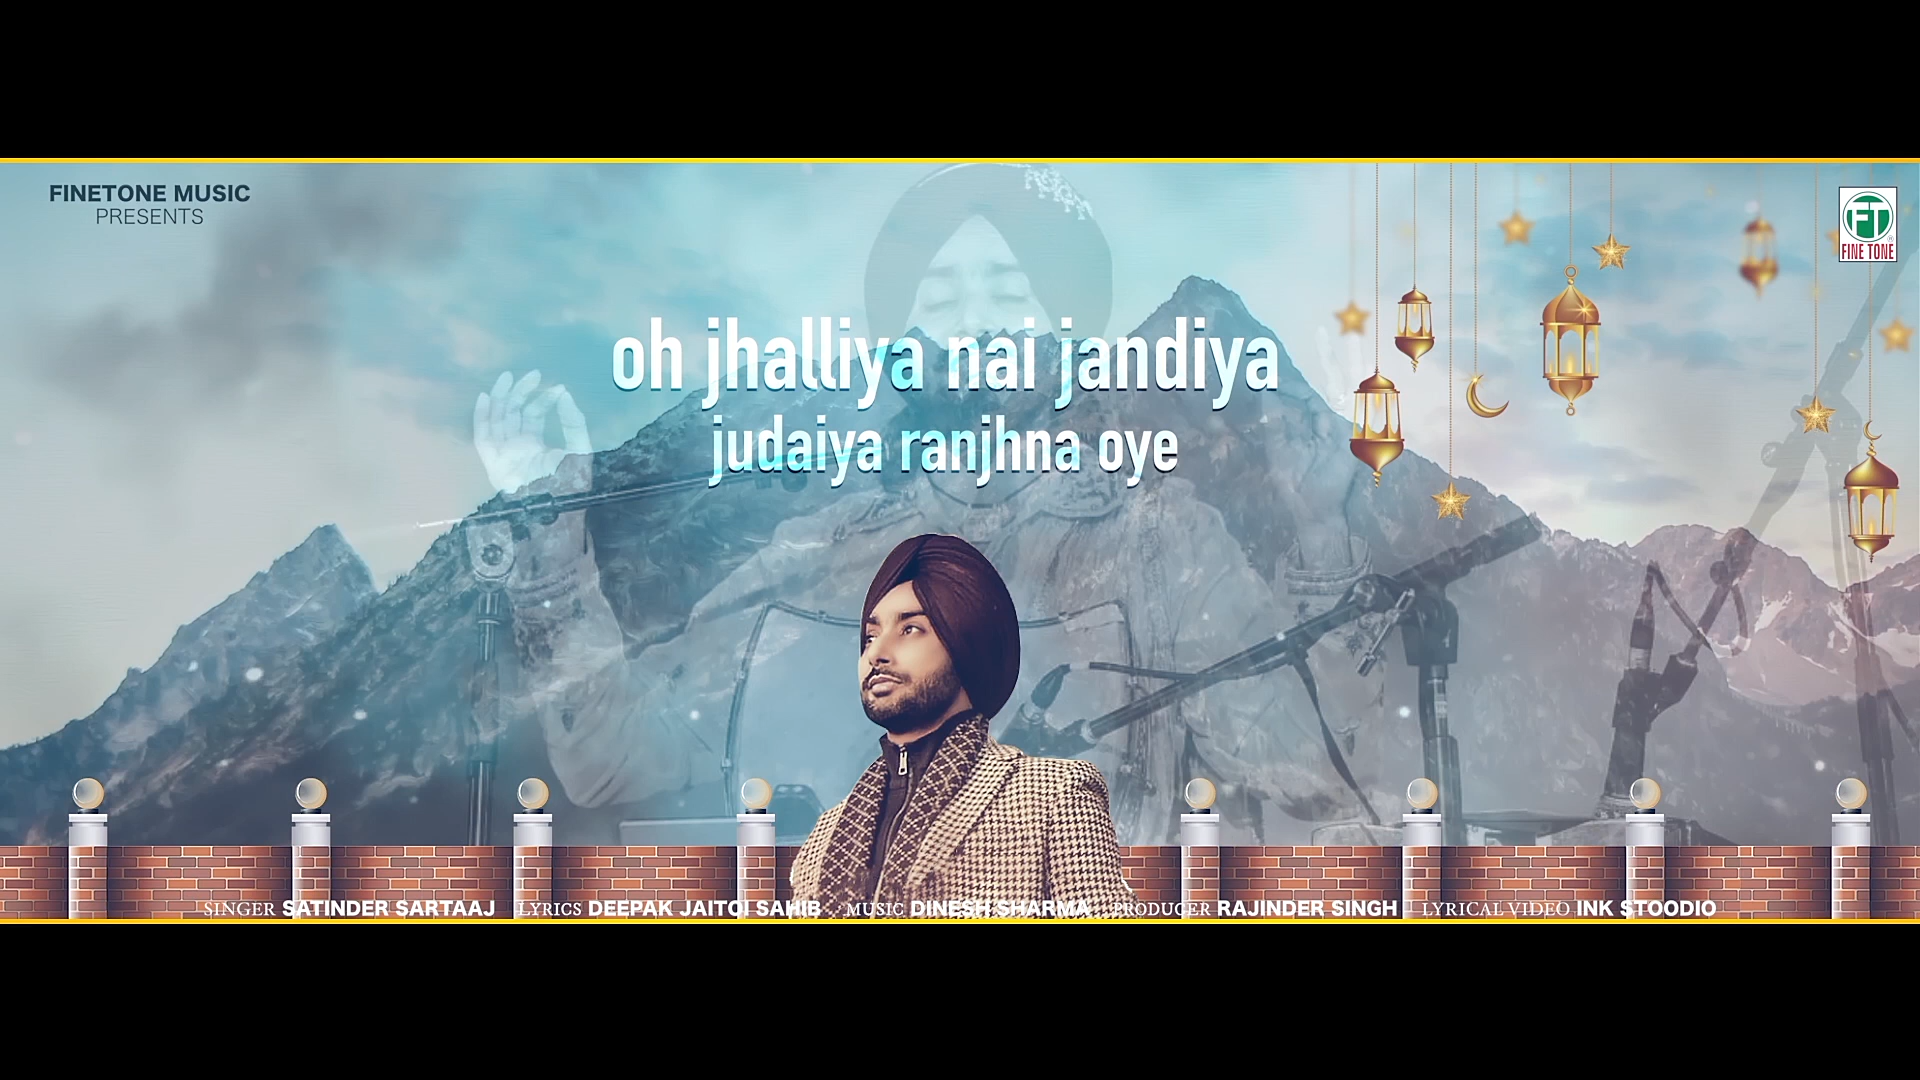 FINETONE MUSIC
PRESENTS
FT
FINE TONE
oh jhalliya nai jandiya
judaiya ranjhna oye
SINGER SATINDER SARTAAJ LYRICS DEEPAK JAITOI SAHIB MUSIC DINESH SHARMA PRODUCER RAJINDER SINGH LYRICAL VIDEO INK STOODIO